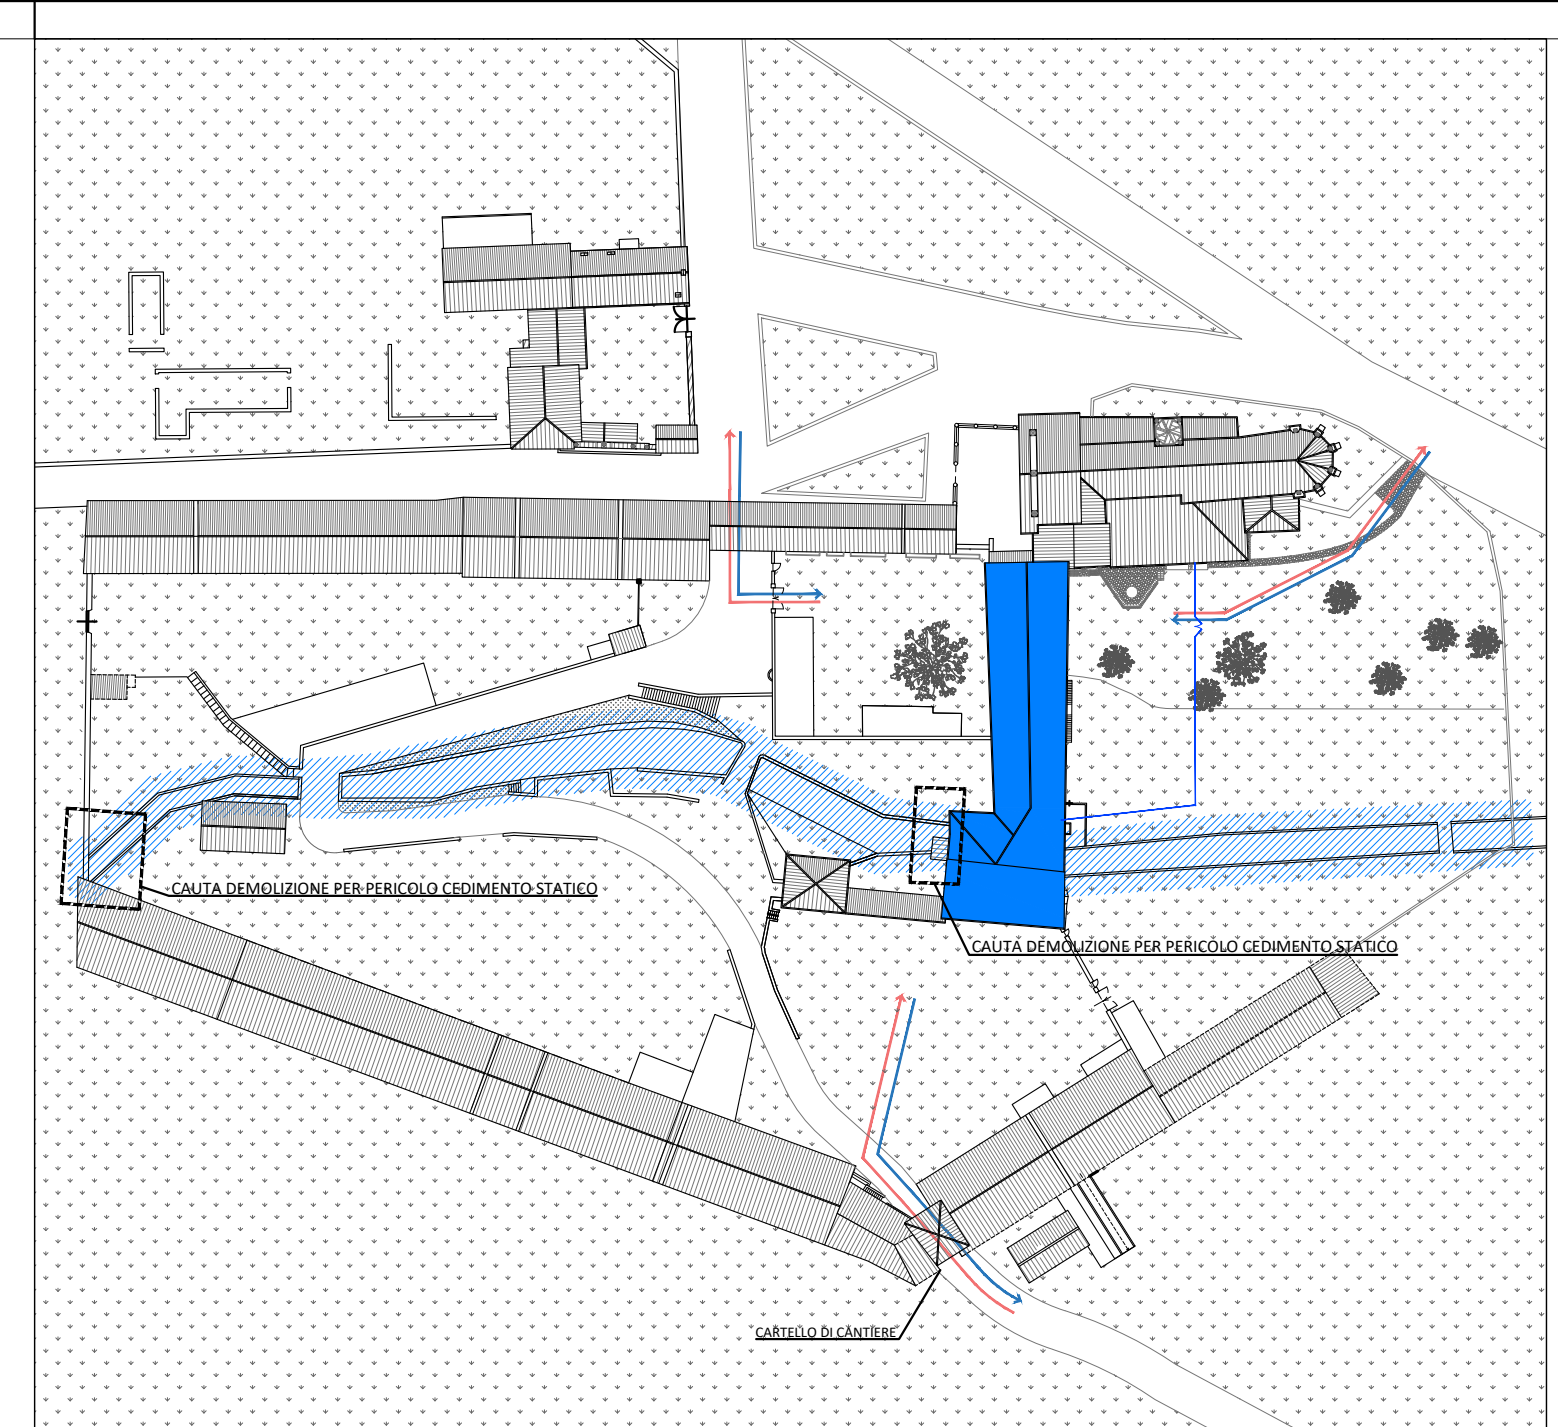 CAUTA DEMOLIZIONE PER PERICOLO CEDIMENTO STATICO
CAUTA DEMOLIZIONE PER PERICOLO CEDIMENTO STATICO
CARTELLO DI CANTIERE